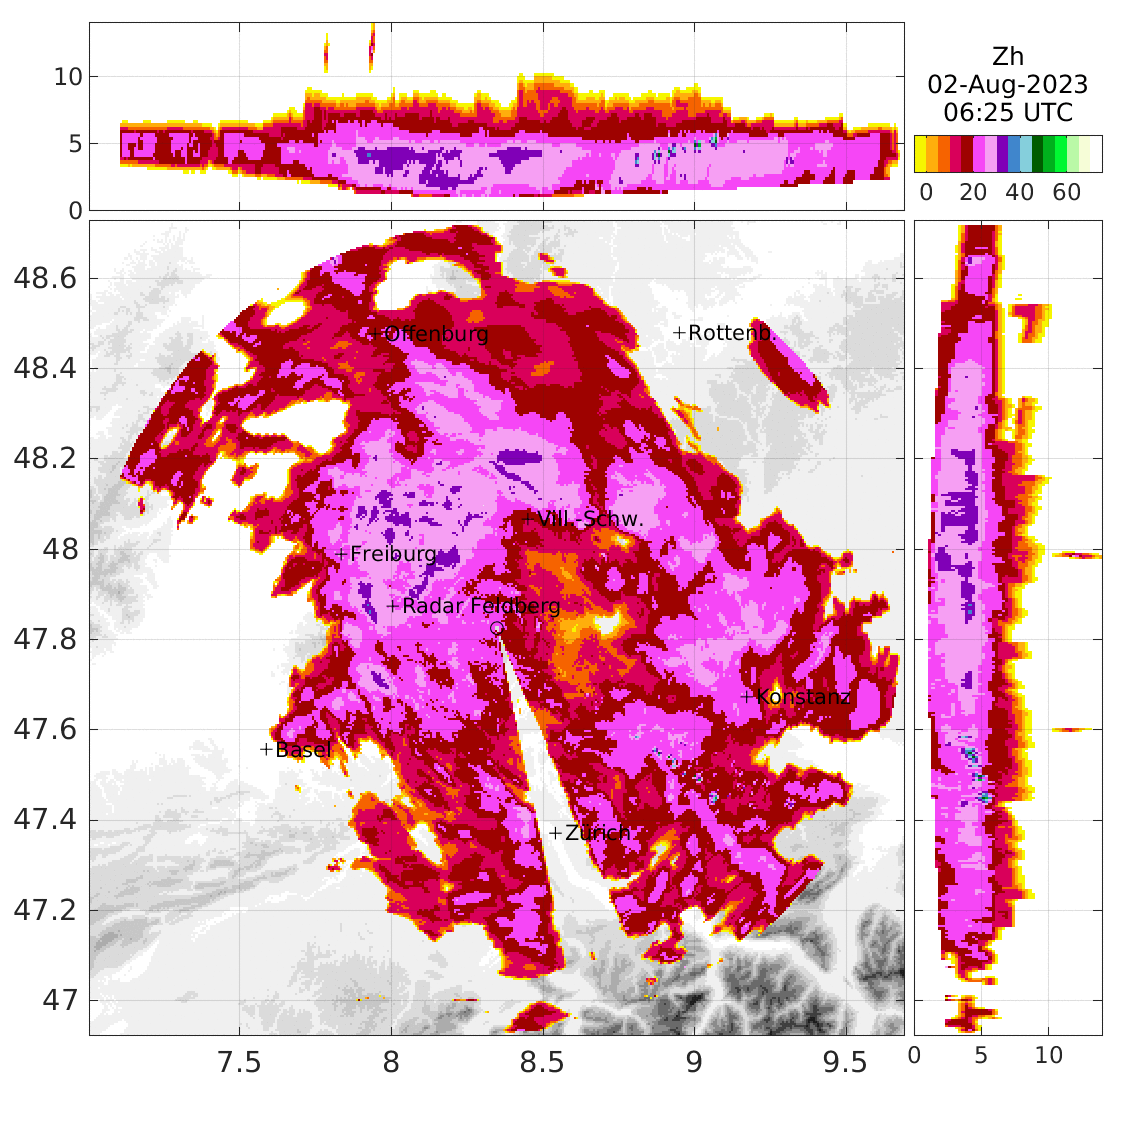 Zh
02-Aug-2023
06:25 UTC
0 20 40 60
10
5
0
48.6
48.4
48.2
48
47.8
47.6
47.4
47.2
47
+Offenburg
+Rottenb.
+Vill.-Schw.
+Freiburg
+Radar Feldberg
+Konstanz
+Basel
+Zürich
7.5 8 8.5 9 9.5
0 5 10